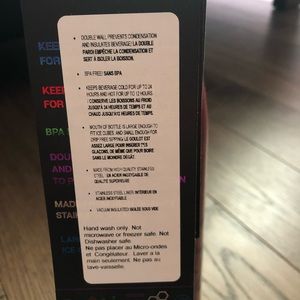 • DOUBLE WALL PREVENTS CONDENSATION
AND INSULATES BEVERAGE/ LA DOUBLE
PAROI EMPÊCHE LA CONDENSATION ET
SERT À ISOLER LA BOISSON.
• BPA FREE/ SANS BPA
• KEEPS BEVERAGE COLD FOR UP TO 24
HOURS AND HOT FOR UP TO 12 HOURS
/ CONSERVE LES BOISSONS AU FROID
JUSQU'À 24 HEURES DE TEMPS ET AU
CHAUD JUSQU'À 12 HEURES DE TEMPS.
• MOUTH OF BOTTLE IS LARGE ENOUGH TO
FIT ICE CUBES, AND SMALL ENOUGH FOR
DRIP FREE SIPPING/ LE GOULOT EST
ASSEZ LARGE POUR INSÉRER
GLAÇONS, DE MÊME QUE POUR BOIRE
SANS LE MOINDRE DÉGÂT
• MADE FROM HIGH QUALITY, STAINLESS
STEEL / EN ACIER INOXYDABLE DE
QUALITÉ SUPÉRIEURE
• STAINLESS STEEL LINER/ INTÉRIEUR EN
ACIER INOXYDABLE
• VACUUM INSULATED/ ISOLÉE SOUS VIDE
Hand wash only. Not
microwave or freezer safe. Not
Dishwasher safe.
Ne pas placer au Micro-ondes
et Congélateur. Laver a la
main seulement. Ne pas au
lave-vaisselle.
KEE
FOR
KEE
FOR
BPA
DOU
AND
TO
MAD
STAI
LAR
ICE